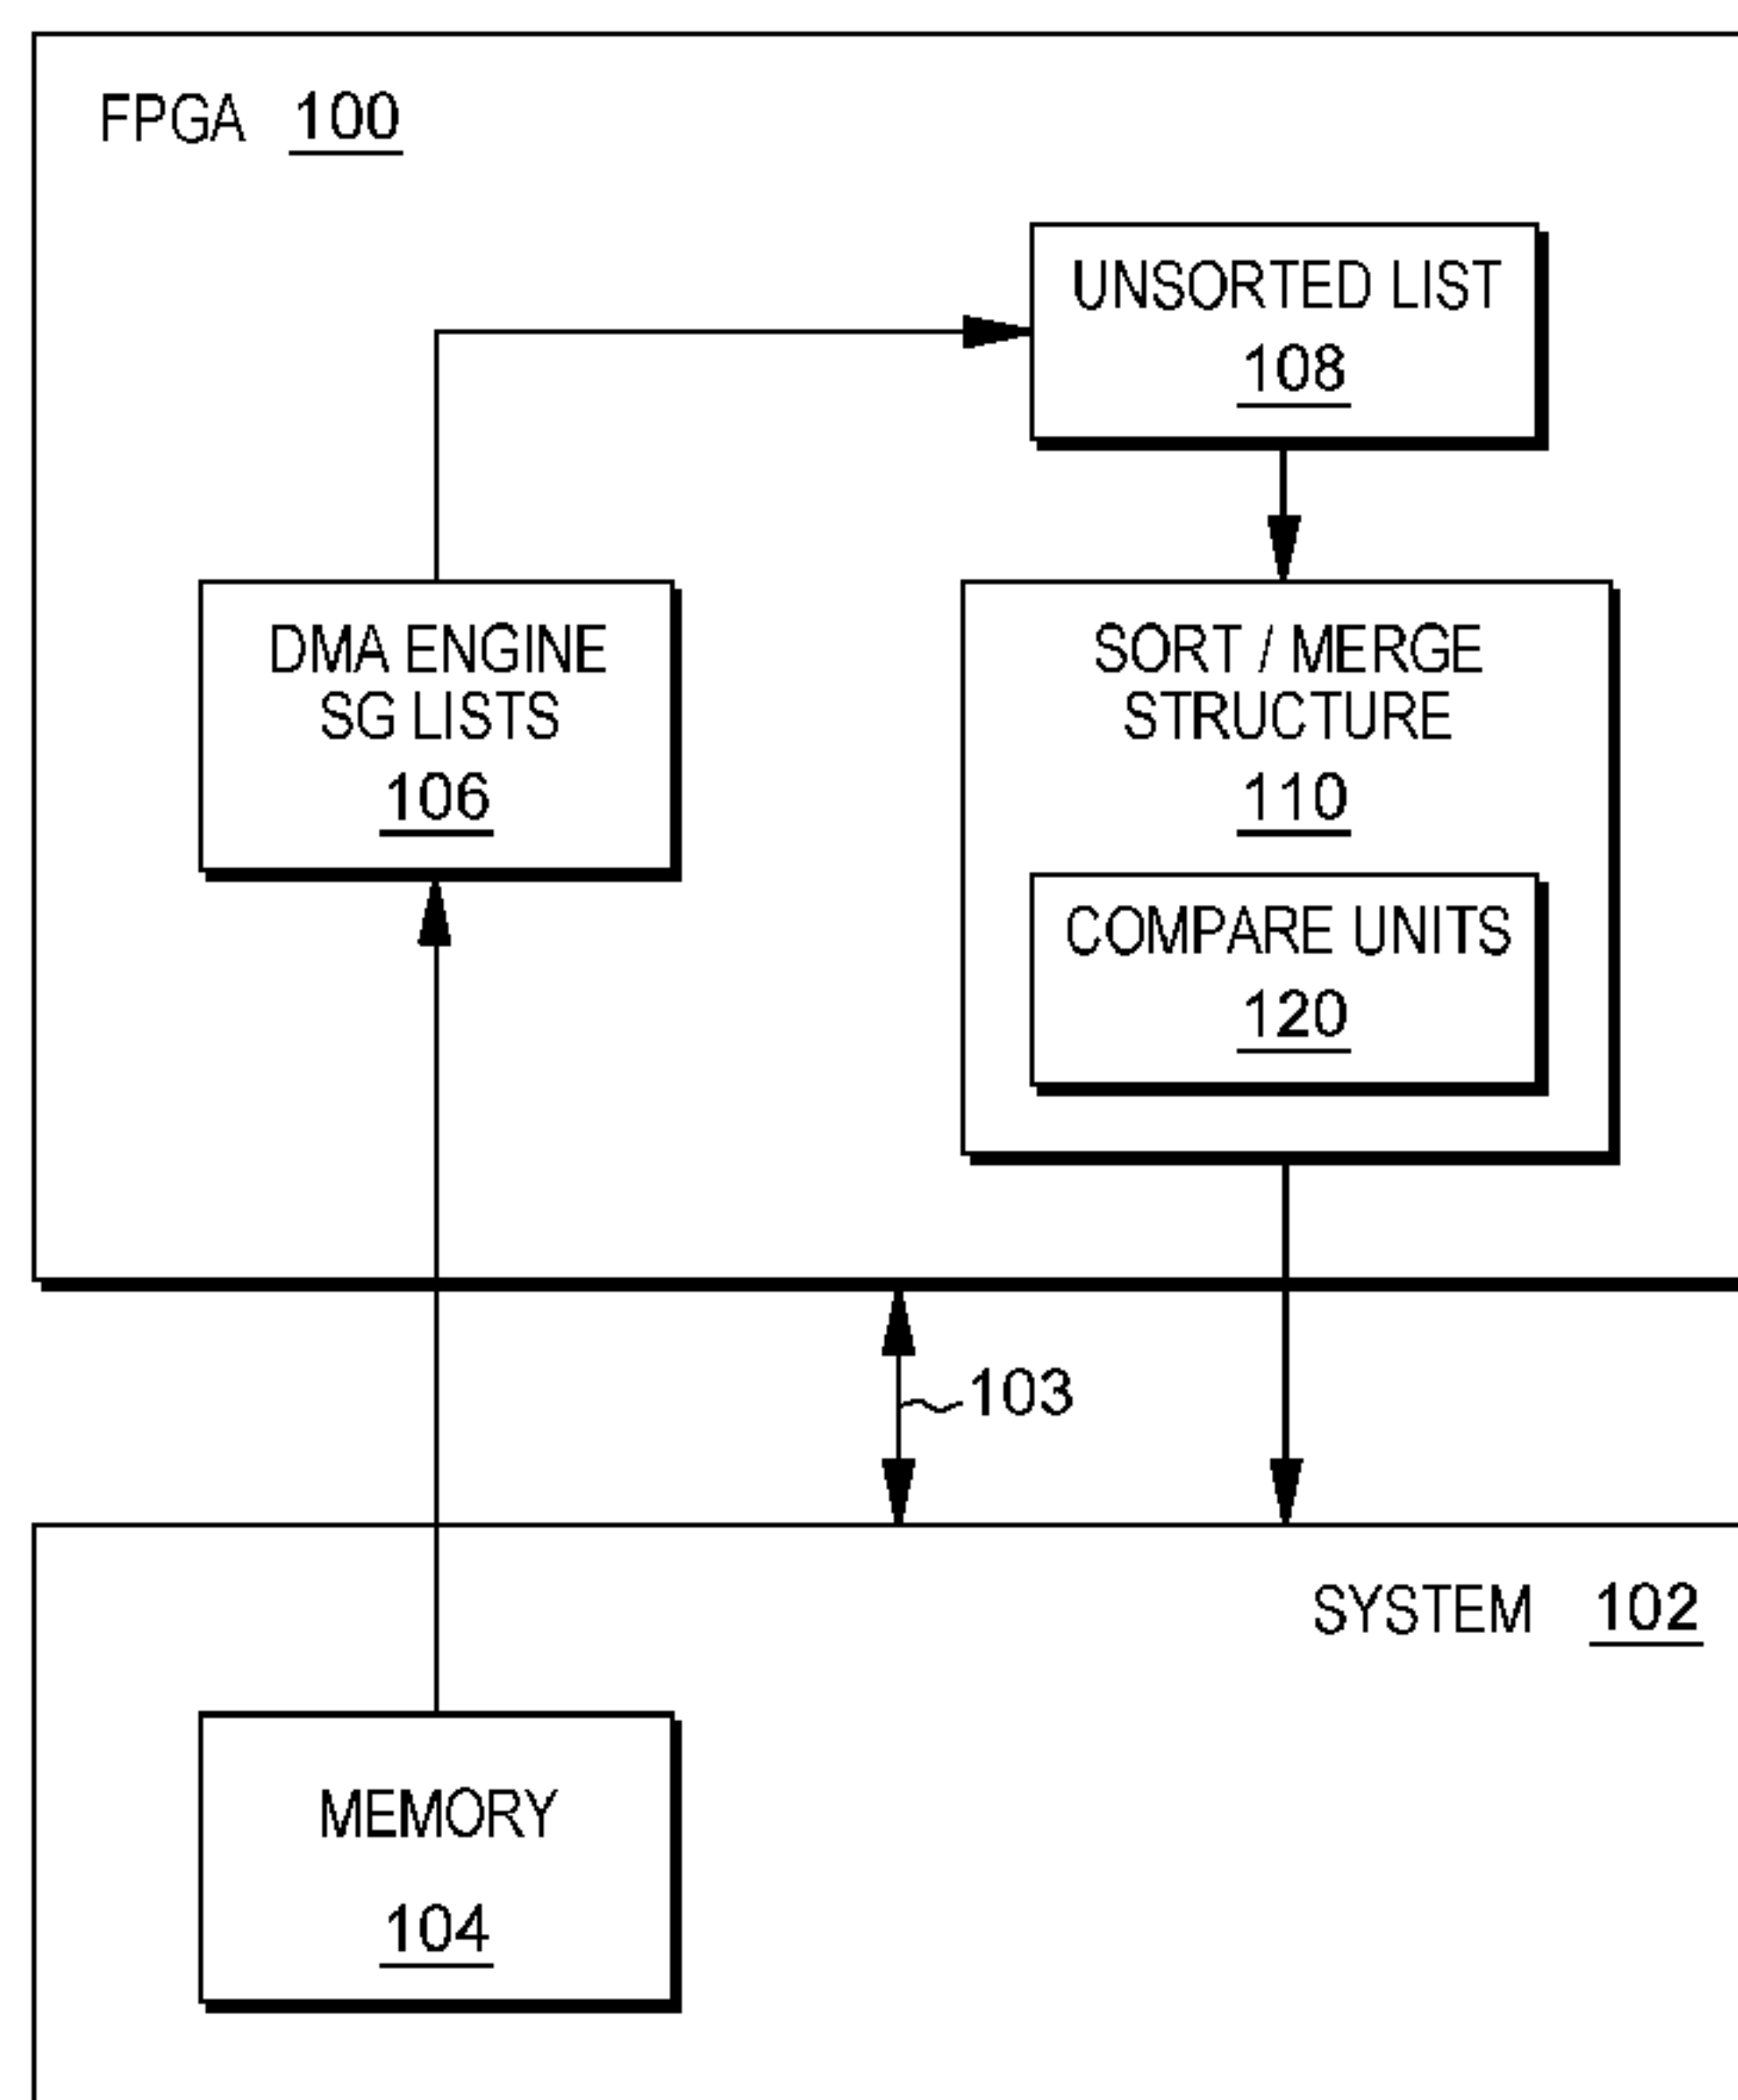 FPGA 100
UNSORTED LIST
108
DMA ENGINE
SG LISTS
106
SORT / MERGE
STRUCTURE
110
COMPARE UNITS
120
103
SYSTEM 102
MEMORY
104